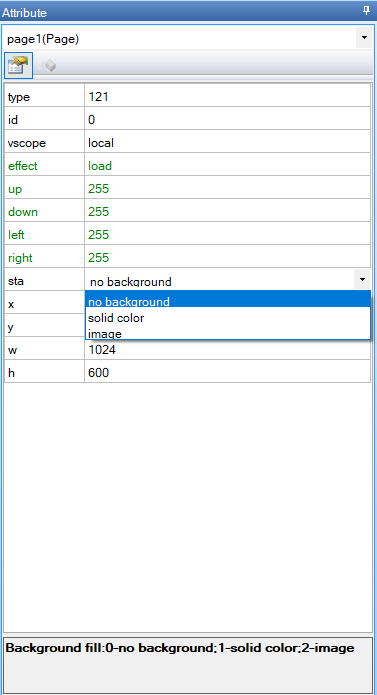 Attribute
page1(Page)
type 121
id 0
vscope local
effect load
up 255
down 255
left 255
right 255
sta no background
x no background
y solid color
image
w 1024
h 600
Background fill:0-no background;1-solid color;2-image